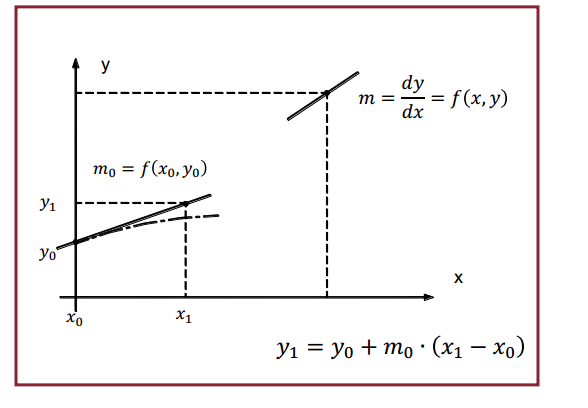 y
m = dy/dx = f(x, y)
m₀ = f(x₀, y₀)
y₁
y₀
x
x₀
x₁
y₁ = y₀ + m₀ · (x₁ − x₀)